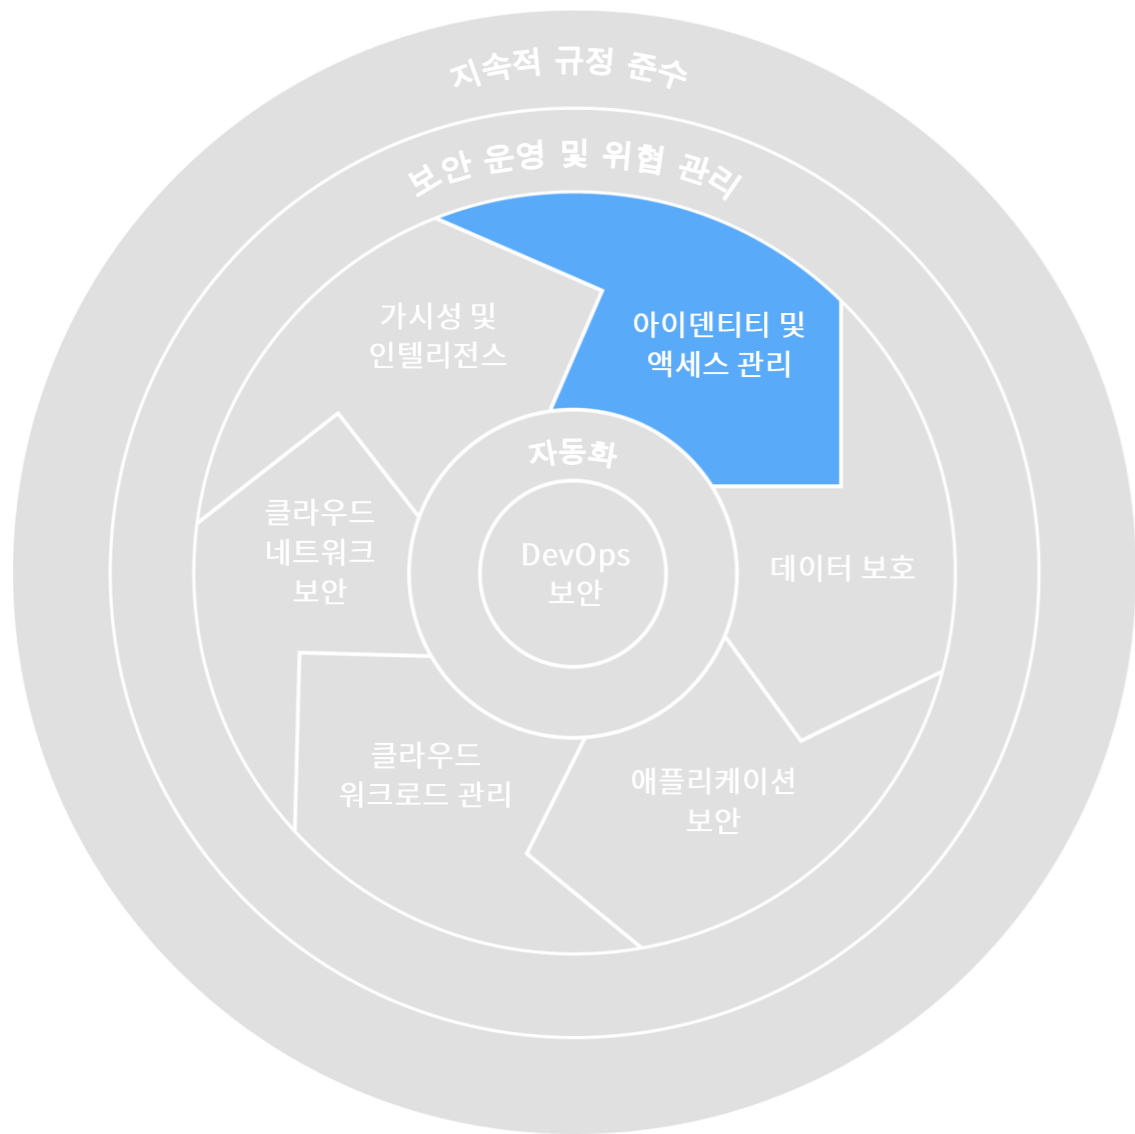 지속적 규정 준수
보안 운영 및 위협 관리
가시성 및
인텔리전스
아이덴티티 및
액세스 관리
자동화
클라우드
네트워크
보안
DevOps
보안
데이터 보호
클라우드
워크로드 관리
애플리케이션
보안